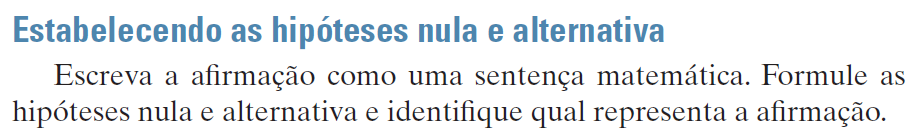 Estabelecendo as hipóteses nula e alternativa
Escreva a afirmação como uma sentença matemática. Formule as
hipóteses nula e alternativa e identifique qual representa a afirmação.